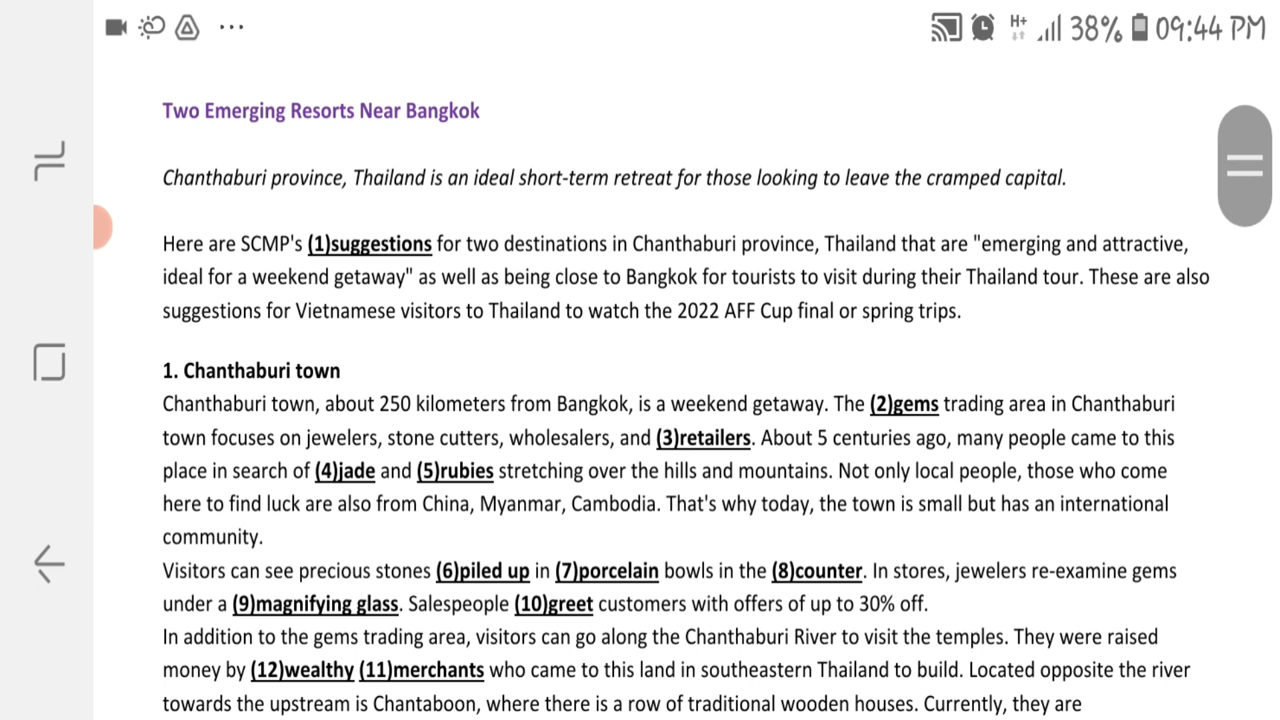 H+ 38% 09:44 PM
Two Emerging Resorts Near Bangkok
Chanthaburi province, Thailand is an ideal short-term retreat for those looking to leave the cramped capital.
Here are SCMP's (1)suggestions for two destinations in Chanthaburi province, Thailand that are "emerging and attractive,
ideal for a weekend getaway" as well as being close to Bangkok for tourists to visit during their Thailand tour. These are also
suggestions for Vietnamese visitors to Thailand to watch the 2022 AFF Cup final or spring trips.
1. Chanthaburi town
Chanthaburi town, about 250 kilometers from Bangkok, is a weekend getaway. The (2)gems trading area in Chanthaburi
town focuses on jewelers, stone cutters, wholesalers, and (3)retailers. About 5 centuries ago, many people came to this
place in search of (4)jade and (5)rubies stretching over the hills and mountains. Not only local people, those who come
here to find luck are also from China, Myanmar, Cambodia. That's why today, the town is small but has an international
community.
Visitors can see precious stones (6)piled up in (7)porcelain bowls in the (8)counter. In stores, jewelers re-examine gems
under a (9)magnifying glass. Salespeople (10)greet customers with offers of up to 30% off.
In addition to the gems trading area, visitors can go along the Chanthaburi River to visit the temples. They were raised
money by (12)wealthy (11)merchants who came to this land in southeastern Thailand to build. Located opposite the river
towards the upstream is Chantaboon, where there is a row of traditional wooden houses. Currently, they are